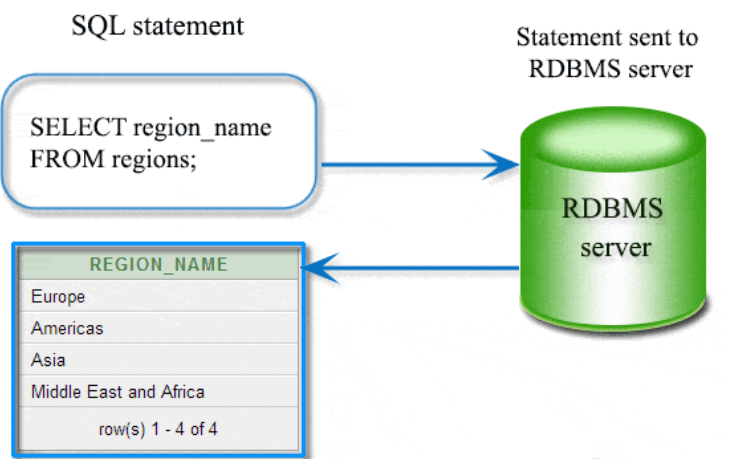 SQL statement
Statement sent to
RDBMS server
SELECT region_name
FROM regions;
RDBMS
server
REGION_NAME
Europe
Americas
Asia
Middle East and Africa
row(s) 1 - 4 of 4